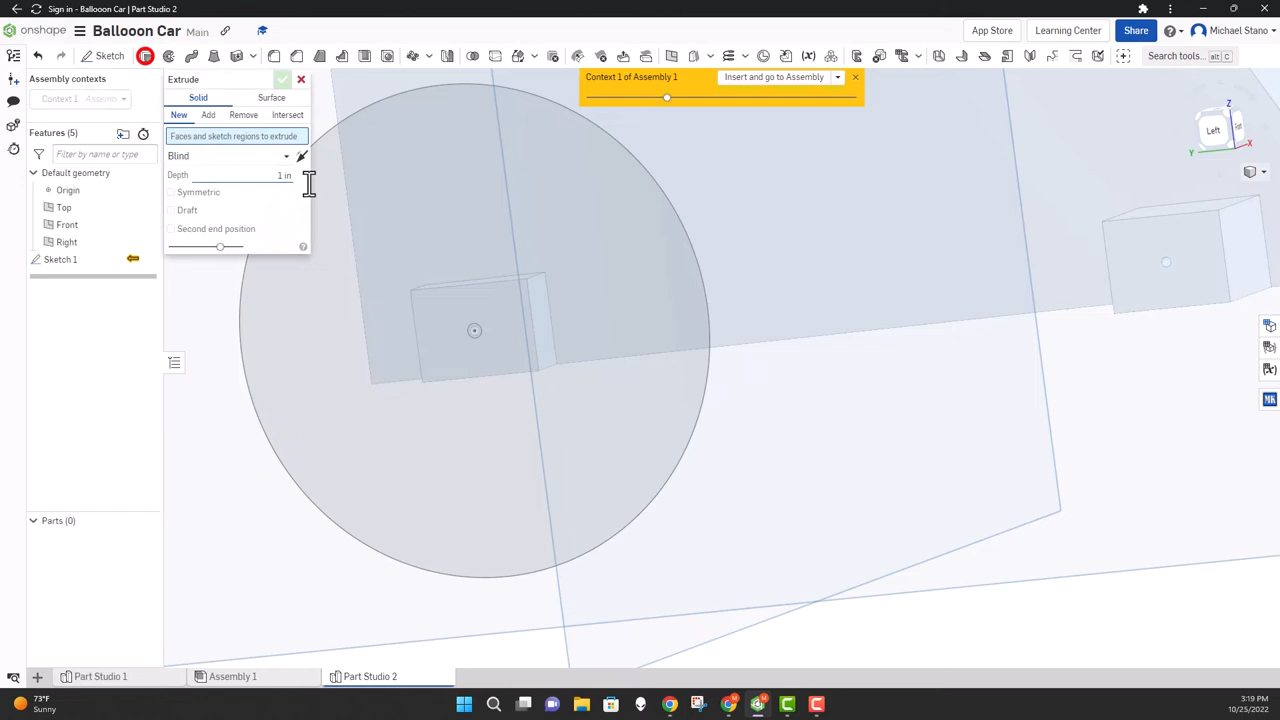 Sign in - Ballooon Car | Part Studio 2
onshape
Ballooon Car Main
App Store
Learning Center
Share
Michael Stano
Sketch
Search tools... alt C
Assembly contexts
Context 1 Assemb
Features (5)
Filter by name or type
Default geometry
Origin
Top
Front
Right
Sketch 1
Parts (0)
Extrude
Solid
Surface
New
Add
Remove
Intersect
Faces and sketch regions to extrude
Blind
Depth
1 in
Symmetric
Draft
Second end position
Context 1 of Assembly 1
Insert and go to Assembly
Z
Left
Y
X
(x)
MK
Part Studio 1
Assembly 1
Part Studio 2
73°F
Sunny
3:19 PM
10/25/2022